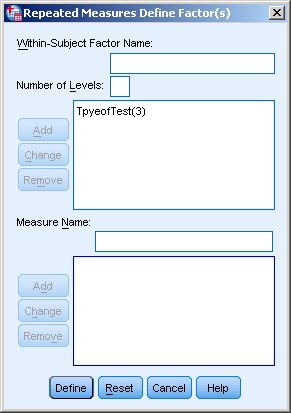 Repeated Measures Define Factor(s)
Within-Subject Factor Name:
Number of Levels:
Add
Change
Remove
TpyeofTest(3)
Measure Name:
Add
Change
Remove
Define Reset Cancel Help